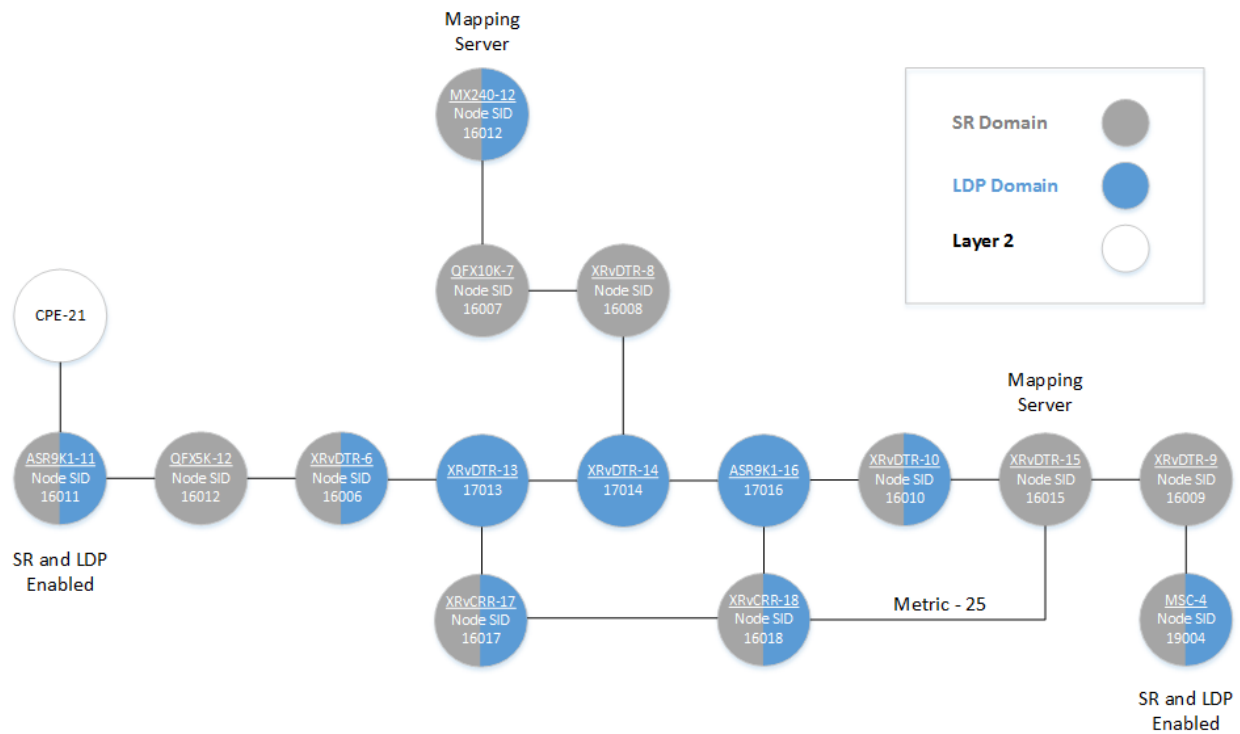 Mapping
Server
MX240-12
Node SID
16012
SR Domain
LDP Domain
Layer 2
QFX10K-7
Node SID
16007
XRvDTR-8
Node SID
16008
CPE-21
Mapping
Server
ASR9K1-11
Node SID
16011
QFX5K-12
Node SID
16012
XRvDTR-6
Node SID
16006
XRvDTR-13
17013
XRvDTR-14
17014
ASR9K1-16
17016
XRvDTR-10
Node SID
16010
XRvDTR-15
Node SID
16015
XRvDTR-9
Node SID
16009
SR and LDP
Enabled
XRvCRR-17
Node SID
16017
XRvCRR-18
Node SID
16018
Metric - 25
MSC-4
Node SID
19004
SR and LDP
Enabled